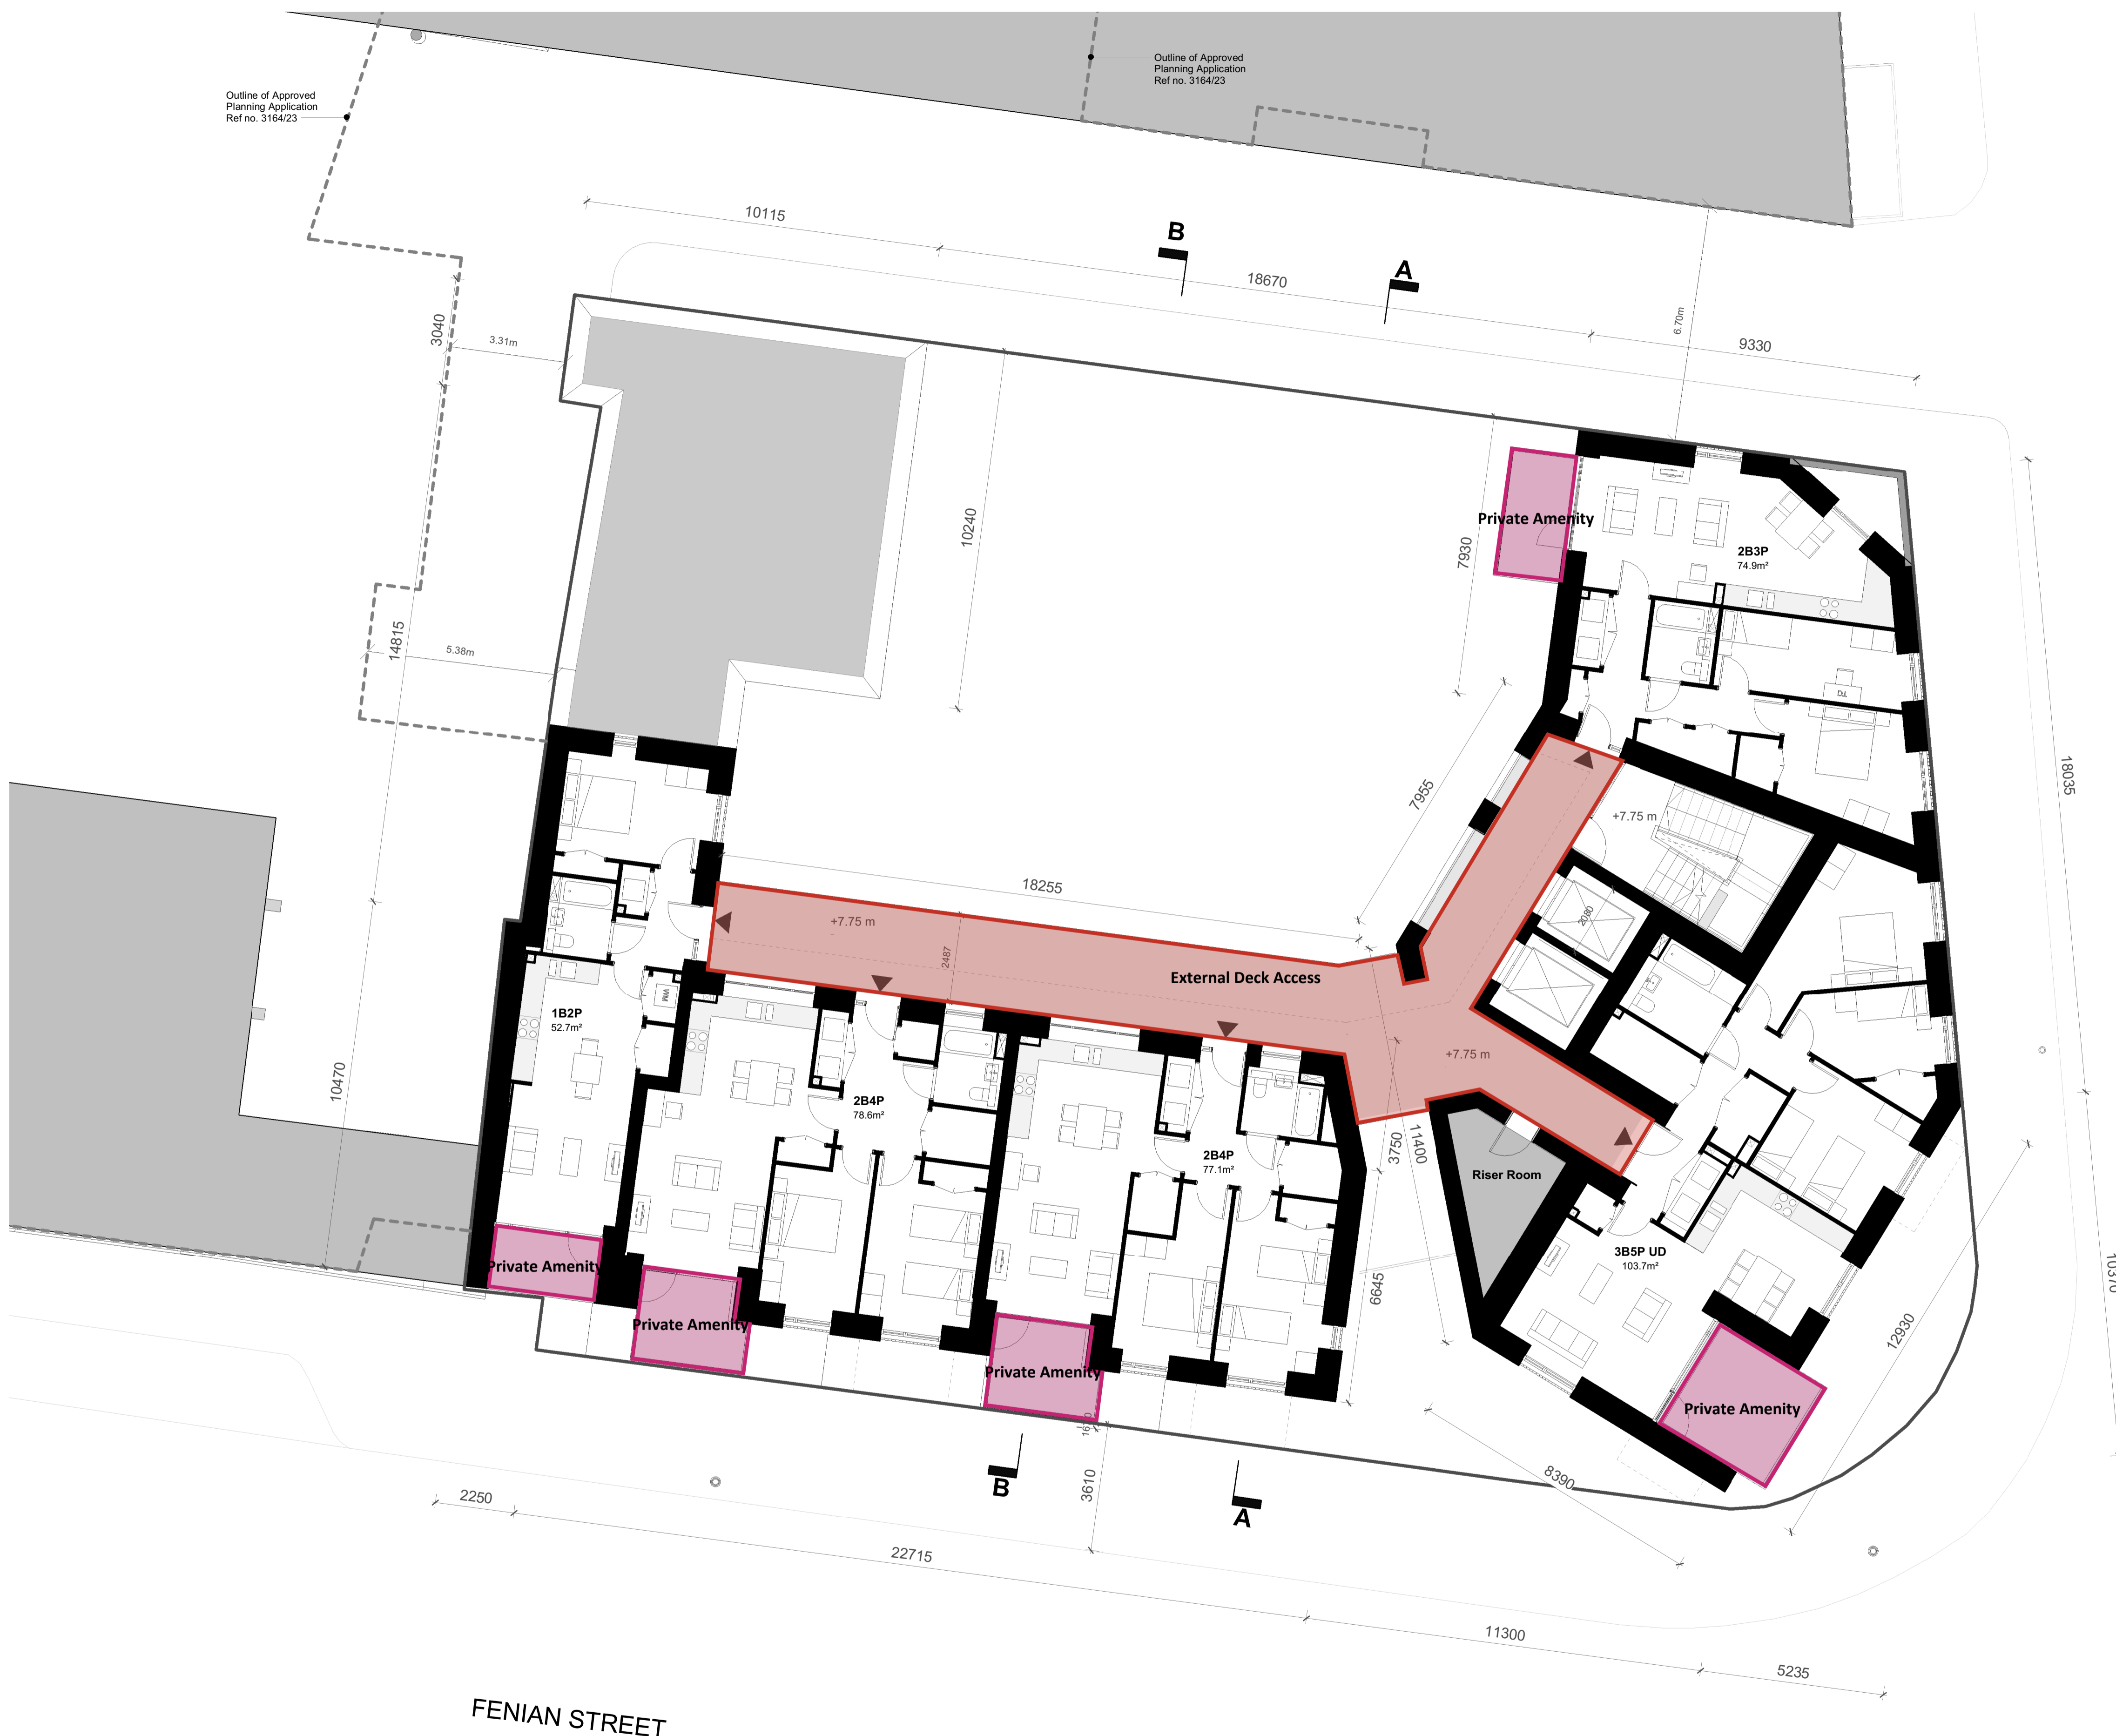 Outline of Approved
Planning Application
Ref no. 3164/23
Outline of Approved
Planning Application
Ref no. 3164/23
10115
B
18670
A
9330
6.70m
3040
3.31m
10240
7930
Private Amenity
2B3P
74.9m²
TD
14815
5.38m
7955
18035
+7.75 m
18255
+7.75 m
2487
2080
External Deck Access
+7.75 m
WM
1B2P
52.7m²
10470
2B4P
78.6m²
2B4P
77.1m²
3750
11400
Riser Room
3B5P UD
103.7m²
6645
12930
10370
Private Amenity
Private Amenity
Private Amenity
Private Amenity
B
A
3610
8390
2250
22715
11300
5235
FENIAN STREET